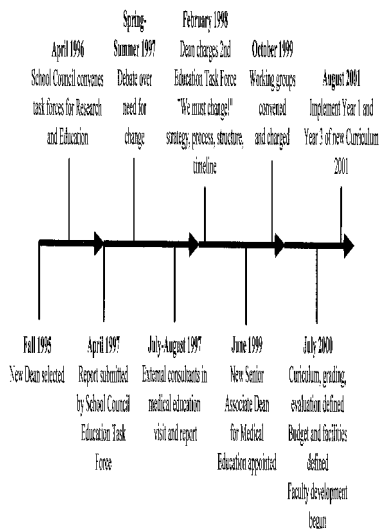 Spring-
Summer 1997
Debate over
need for
change
April 1996
School Council convenes
task forces for Research
and Education
February 1998
Dean charges 2nd
Education Task Force
"We must change!"
strategy, process, structure,
timeline
October 1999
Working groups
convented
and charged
August 2001
Implement Year 1 and
Year 3 of new Curriculum
2001
Fall 1995
New Dean selected
April 1997
Report submitted
by School Council
Education Task
Force
July-August 1997
External consultants in
medical education
visit and report
June 1999
New Senior
Associate Dean
for Medical
Education appointed
July 2000
Curriculum, grading,
evaluation defined
Budget and facilities
defined
Faculty development
begun